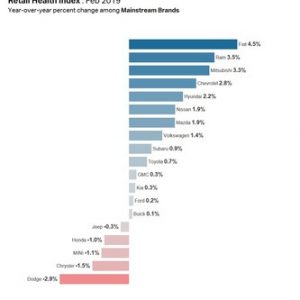 Retail Health Index : Feb 2019
Year-over-year percent change among Mainstream Brands
Fiat 4.5%
Ram 3.5%
Mitsubishi 3.3%
Chevrolet 2.8%
Hyundai 2.2%
Nissan 1.9%
Mazda 1.9%
Volkswagen 1.4%
Subaru 0.9%
Toyota 0.7%
GMC 0.3%
Kia 0.3%
Ford 0.2%
Buick 0.1%
Jeep -0.3%
Honda -1.0%
MINI -1.1%
Chrysler -1.5%
Dodge -2.9%